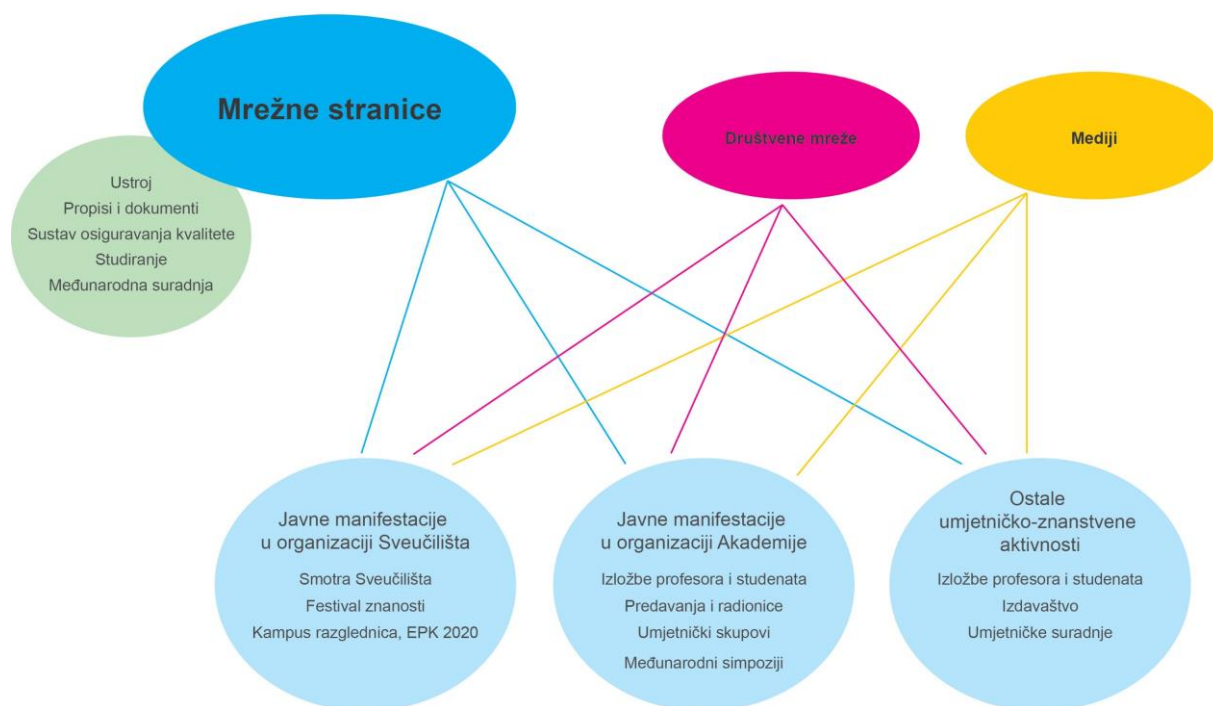 Mrežne stranice
Društvene mreže
Mediji
Ustroj
Propisi i dokumenti
Sustav osiguravanja kvalitete
Studiranje
Međunarodna suradnja
Javne manifestacije
u organizaciji Sveučilišta
Smotra Sveučilišta
Festival znanosti
Kampus razglednica, EPK 2020
Javne manifestacije
u organizaciji Akademije
Izložbe profesora i studenata
Predavanja i radionice
Umjetnički skupovi
Međunarodni simpoziji
Ostale
umjetničko-znanstvene
aktivnosti
Izložbe profesora i studenata
Izdavaštvo
Umjetničke suradnje